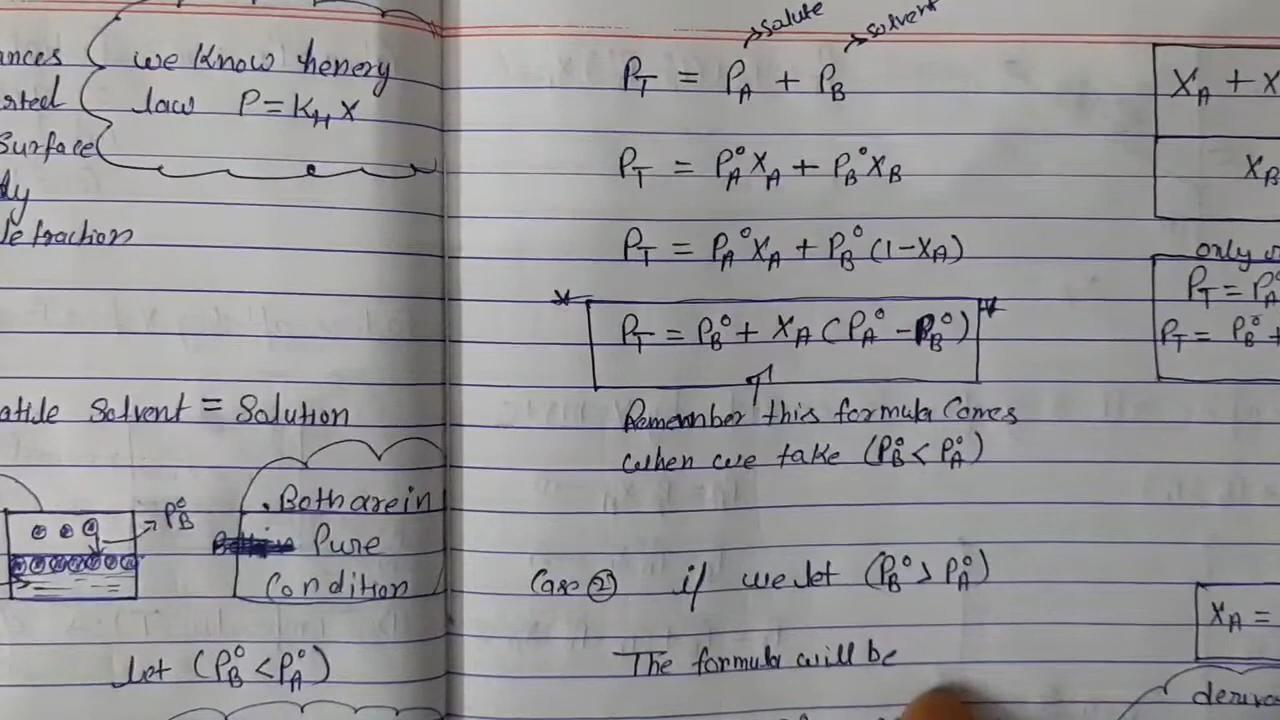 we know henery
law P=K_H x
Surface
fraction
Solvent = Solution
P_B°
. Both are in
Pure
Condition
let (P_B° < P_A°)
→ Salute → Solvent
P_T = P_A + P_B
P_T = P_A° X_A + P_B° X_B
P_T = P_A° X_A + P_B° (1-X_A)
P_T = P_B° + X_A (P_A° - P_B°)
Remember this formula Comes
when we take (P_B° < P_A°)
Case ② if we let (P_B° > P_A°)
The formula will be
X_A +
X_B
only
P_T = P_A°
P_T = P_B° +
X_A =